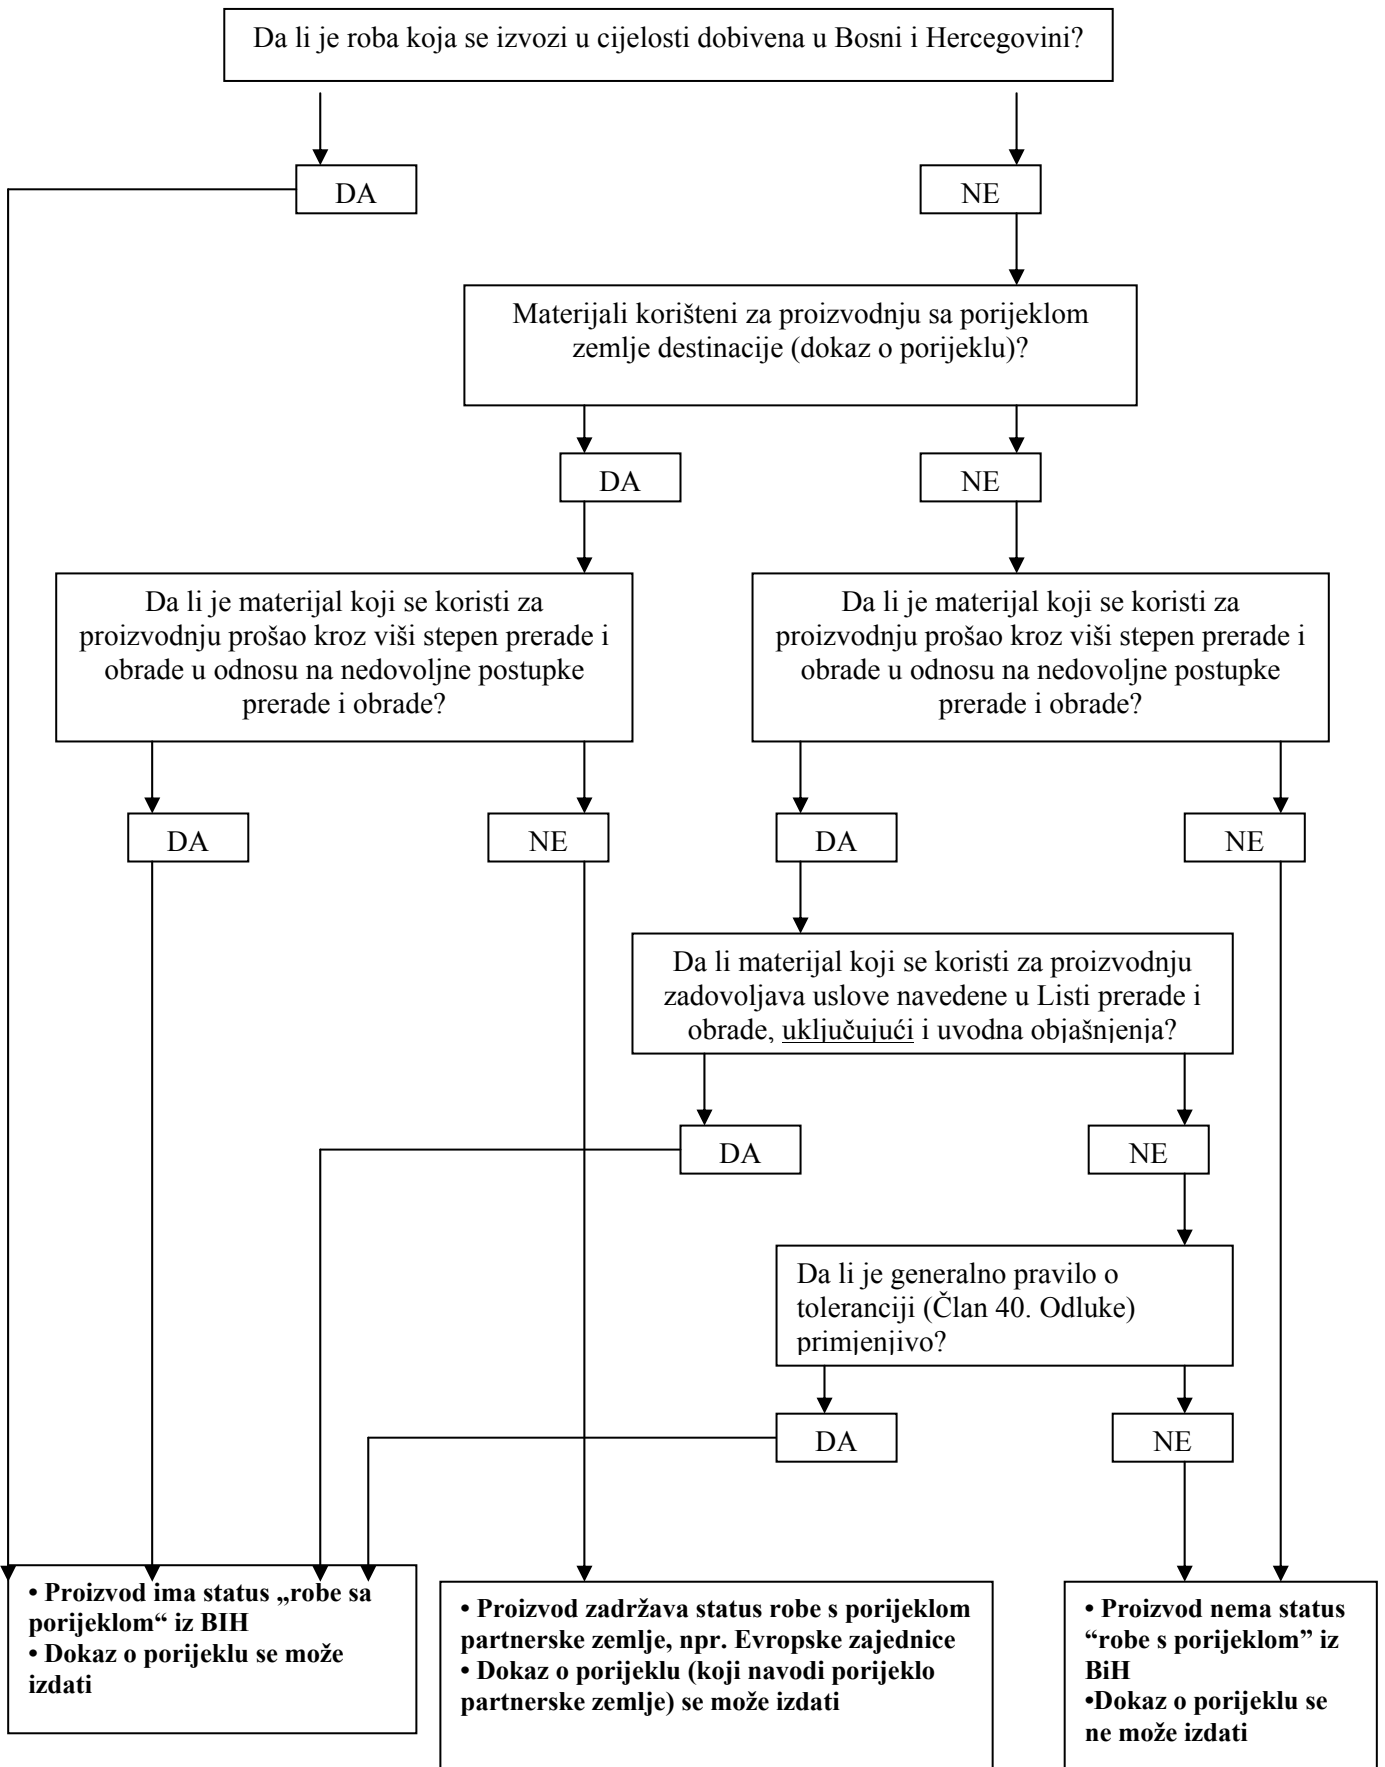 Da li je roba koja se izvozi u cijelosti dobivena u Bosni i Hercegovini?
DA
NE
Materijali korišteni za proizvodnju sa porijeklom
zemlje destinacije (dokaz o porijeklu)?
DA
NE
Da li je materijal koji se koristi za
proizvodnju prošao kroz viši stepen prerade i
obrade u odnosu na nedovoljne postupke
prerade i obrade?
Da li je materijal koji se koristi za
proizvodnju prošao kroz viši stepen prerade i
obrade u odnosu na nedovoljne postupke
prerade i obrade?
DA
NE
DA
NE
Da li materijal koji se koristi za proizvodnju
zadovoljava uslove navedene u Listi prerade i
obrade, uključujući i uvodna objašnjenja?
DA
NE
Da li je generalno pravilo o
toleranciji (Član 40. Odluke)
primjenjivo?
DA
NE
• Proizvod ima status „robe sa
porijeklom“ iz BIH
• Dokaz o porijeklu se može
izdati
• Proizvod zadržava status robe s porijeklom
partnerske zemlje, npr. Evropske zajednice
• Dokaz o porijeklu (koji navodi porijeklo
partnerske zemlje) se može izdati
• Proizvod nema status
“robe s porijeklom” iz
BiH
•Dokaz o porijeklu se
ne može izdati